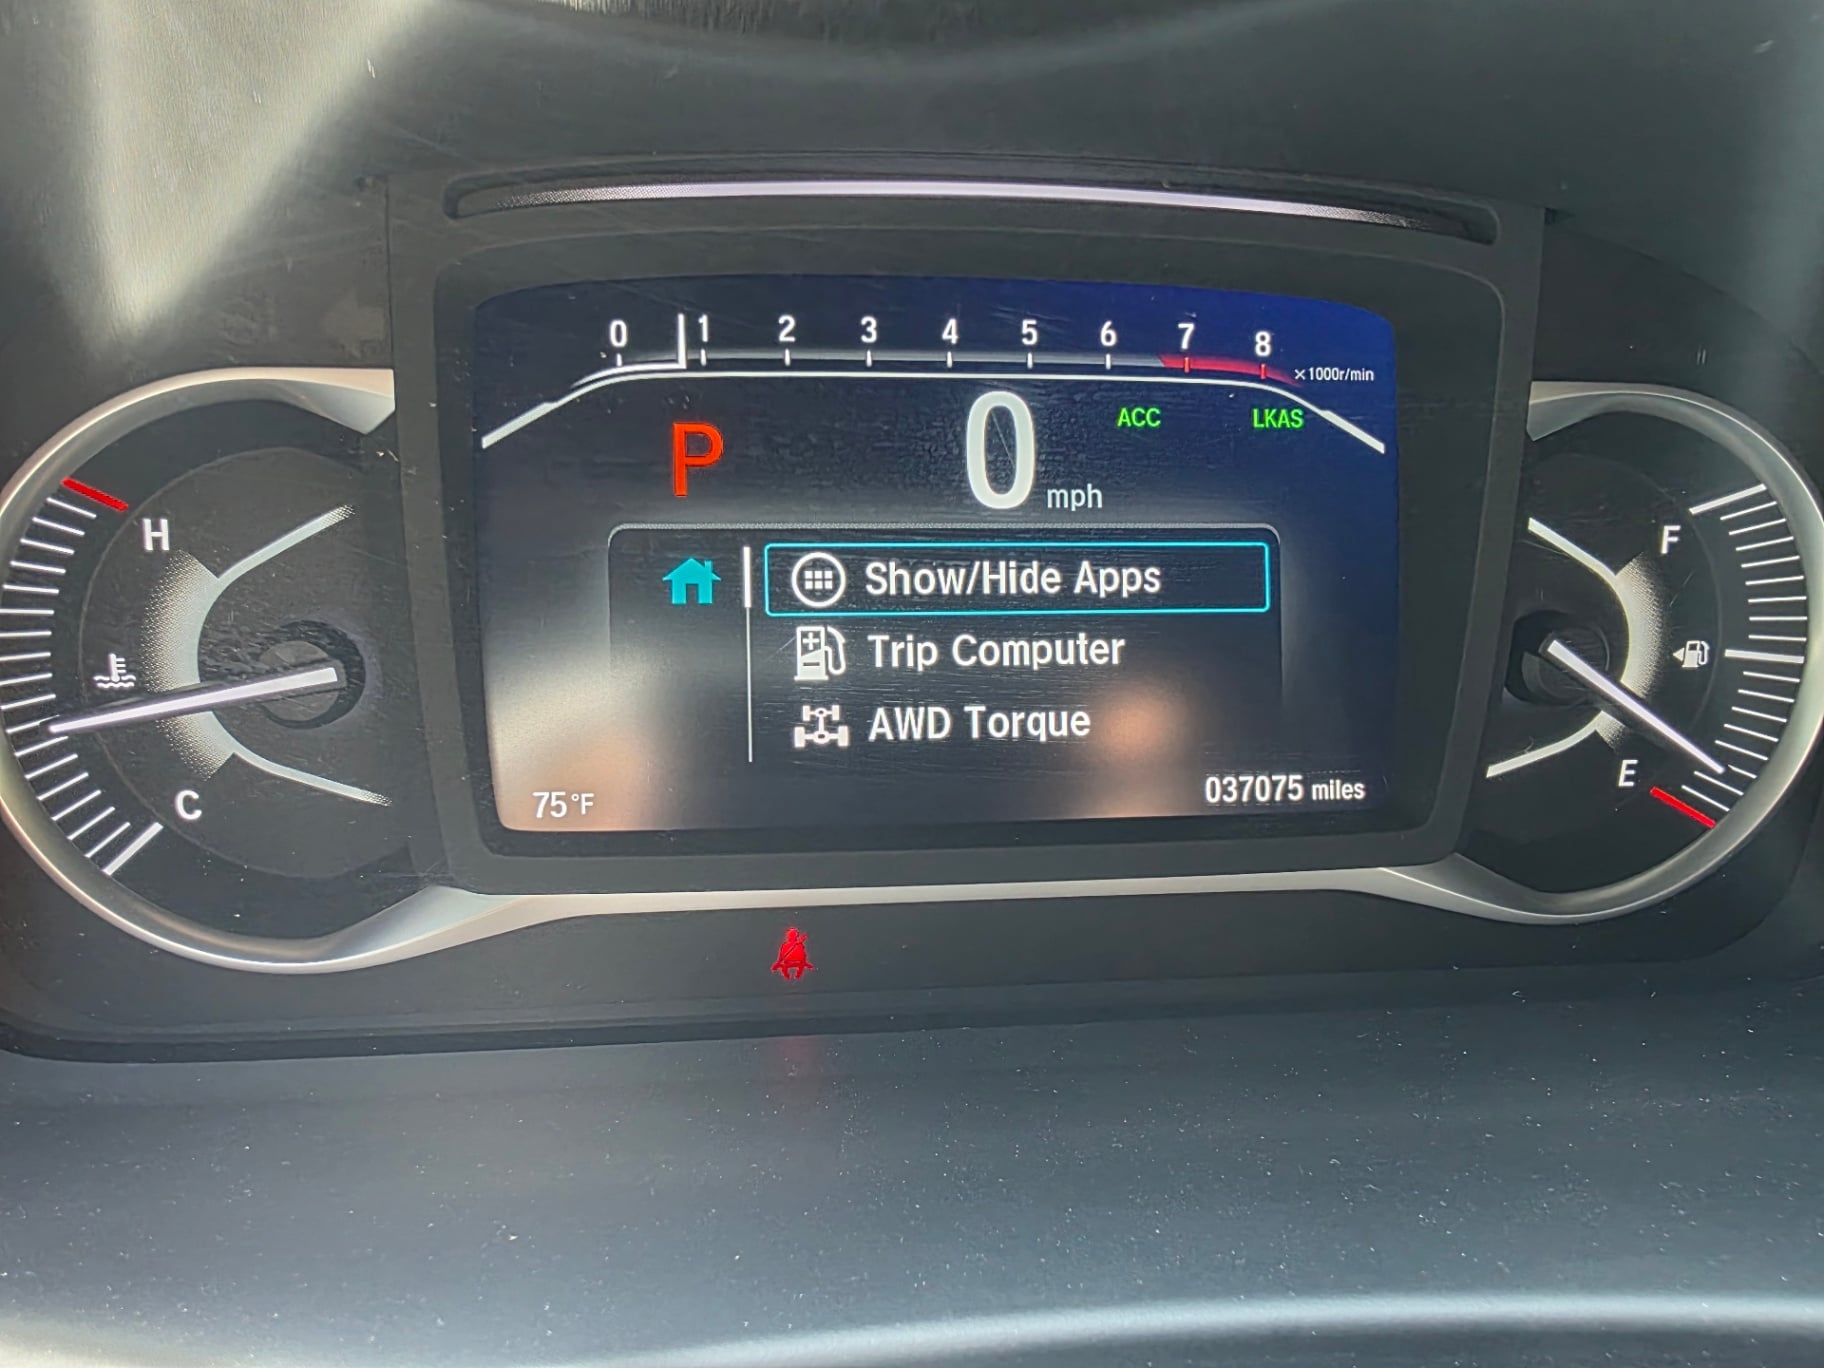 0 1 2 3 4 5 6 7 8
×1000r/min
P 0 mph ACC LKAS
H
F
Show/Hide Apps
Trip Computer
AWD Torque
E
C
75°F
037075 miles